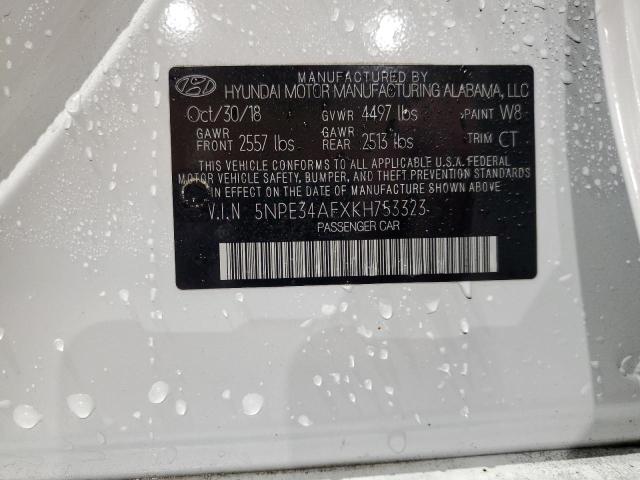 MANUFACTURED BY
HYUNDAI MOTOR MANUFACTURING ALABAMA, LLC
Oct/30/18 GVWR 4497 lbs PAINT W8
GAWR FRONT 2557 lbs GAWR REAR 2513 lbs TRIM CT
THIS VEHICLE CONFORMS TO ALL APPLICABLE U.S.A. FEDERAL
MOTOR VEHICLE SAFETY, BUMPER, AND THEFT PREVENTION STANDARDS
IN EFFECT ON THE DATE OF MANUFACTURE SHOWN ABOVE.
V.I.N 5NPE34AFXKH753323
PASSENGER CAR